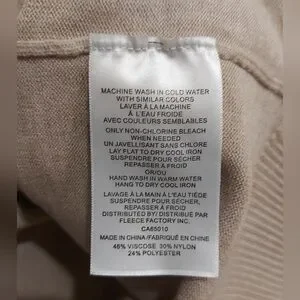 MACHINE WASH IN COLD WATER
WITH SIMILAR COLORS
LAVER À LA MACHINE
À L'EAU FROIDE
AVEC COULEURS SEMBLABLES
ONLY NON-CHLORINE BLEACH
WHEN NEEDED
UN JAVELLISANT SANS CHLORE
LAY FLAT TO DRY COOL IRON
SUSPENDRE POUR SÉCHER
REPASSER À FROID
OR/OU
HAND WASH IN WARM WATER
HANG TO DRY COOL IRON
LAVAGE À LA MAIN À L'EAU TIÈGE
SUSPENDRE POUR SÉCHER,
REPASSER À FROID
DISTRIBUTED BY/ DISTRIBUÉ PAR
FLEECE FACTORY INC.
CA65010
MADE IN CHINA/FABRIQUÉ EN CHINE
46% VISCOSE 30% NYLON
24% POLYESTER